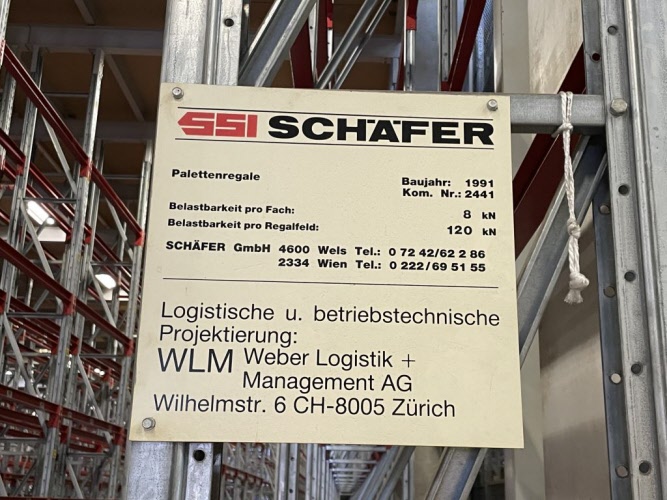 SSI SCHÄFER
Palettenregale
Baujahr: 1991
Kom. Nr.: 2441
Belastbarkeit pro Fach: 8 kN
Belastbarkeit pro Regalfeld: 120 kN
SCHÄFER GmbH 4600 Wels Tel.: 0 72 42/62 2 86
2334 Wien Tel.: 0 222/69 51 55
Logistische u. betriebstechnische
Projektierung:
WLM Weber Logistik +
Management AG
Wilhelmstr. 6 CH-8005 Zürich